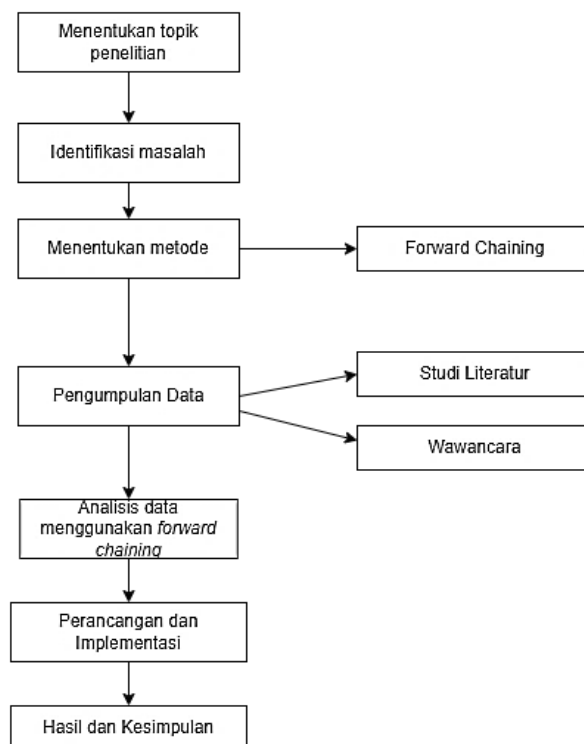 Menentukan topik
penelitian
Identifikasi masalah
Menentukan metode
Forward Chaining
Pengumpulan Data
Studi Literatur
Wawancara
Analisis data
menggunakan forward
chaining
Perancangan dan
Implementasi
Hasil dan Kesimpulan